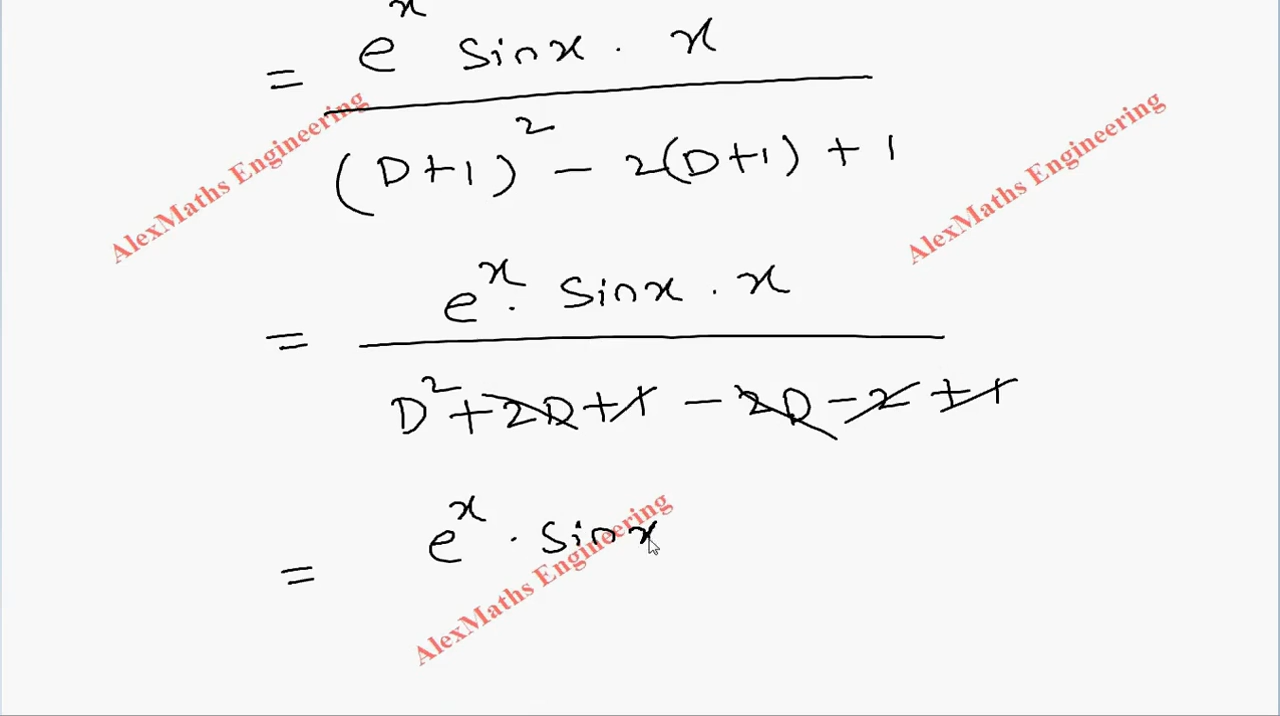 = e^x sinx . x
(D+1)^2 - 2(D+1) + 1
AlexMaths Engineering
AlexMaths Engineering
= e^x . sinx . x
D^2 + 2D + 1 - 2D - 2 + 1
= e^x . sinx
AlexMaths Engineering